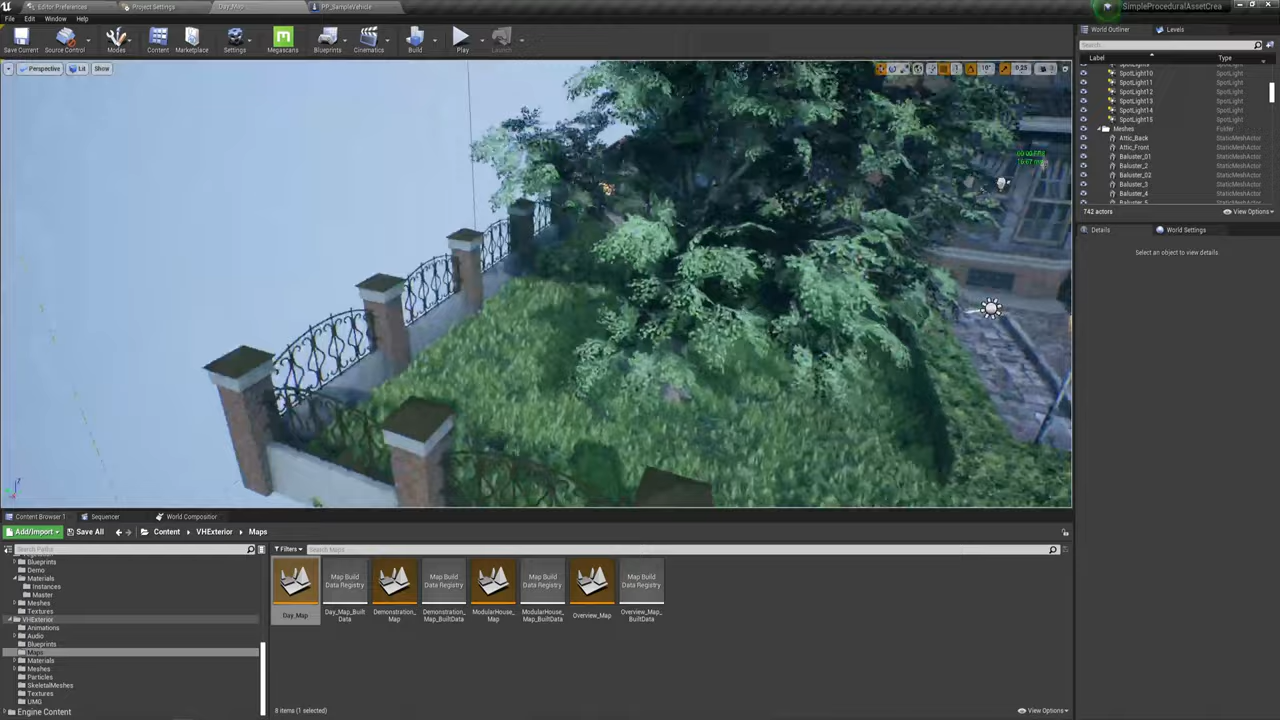 Editor Preferences
Project Settings
Day_Map
PP_SampleVehicle
SimpleProceduralAssetCrea
File Edit Window Help
Save Current
Source Control
Modes
Content
Marketplace
Settings
Megascans
Blueprints
Cinematics
Build
Play
Launch
Perspective
Lit
Show
10°
0.25
World Outliner
Levels
Search...
Label
Type
SpotLight10 SpotLight
SpotLight11 SpotLight
SpotLight12 SpotLight
SpotLight13 SpotLight
SpotLight14 SpotLight
SpotLight15 SpotLight
Meshes Folder
Attic_Back StaticMeshActor
Attic_Front StaticMeshActor
Baluster_01 StaticMeshActor
Baluster_2 StaticMeshActor
Baluster_02 StaticMeshActor
Baluster_3 StaticMeshActor
Baluster_4 StaticMeshActor
Baluster_5 StaticMeshActor
742 actors
View Options
Details
World Settings
Select an object to view details
Content Browser 1
Sequencer
World Compositior
Add/Import
Save All
Content
VHExterior
Maps
Search Paths
Filters
Search Maps
Blueprints
Demo
Materials
Instances
Master
Meshes
Textures
VHExterior
Animations
Audio
Blueprints
Maps
Materials
Meshes
Particles
SkeletalMeshes
Textures
UMG
Engine Content
Day_Map
Map Build
Data Registry
Day_Map_Built
Data
Demonstration_
Map
Map Build
Data Registry
Demonstration_
Map_BuiltData
ModularHouse_
Map
Map Build
Data Registry
ModularHouse_
Map_BuiltData
Overview_Map
Map Build
Data Registry
Overview_Map_
BuiltData
8 items (1 selected)
View Options